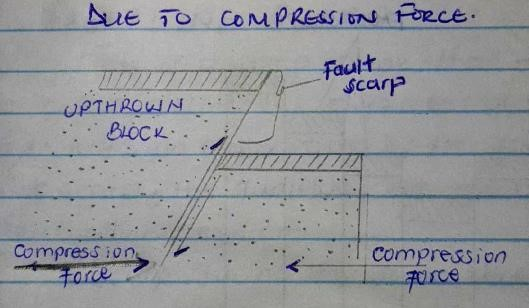 DUE TO COMPRESSION FORCE.
Fault
scarp
UPTHROWN
BLOCK
Compression
Force
Compression
force